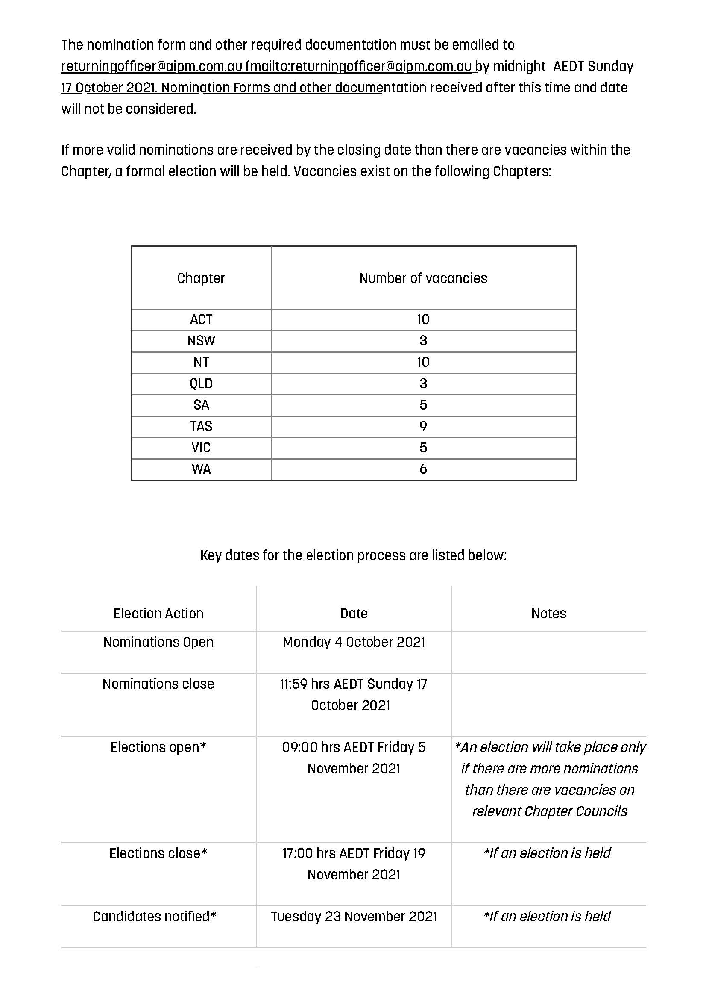 The nomination form and other required documentation must be emailed to
returningofficer@aipm.com.au (mailto:returningofficer@aipm.com.au by midnight  AEDT Sunday
17 October 2021. Nomination Forms and other documentation received after this time and date
will not be considered.
If more valid nominations are received by the closing date than there are vacancies within the
Chapter, a formal election will be held. Vacancies exist on the following Chapters:
Chapter Number of vacancies
ACT 10
NSW 3
NT 10
QLD 3
SA 5
TAS 9
VIC 5
WA 6
Key dates for the election process are listed below:
Election Action Date Notes
Nominations Open Monday 4 October 2021
Nominations close 11:59 hrs AEDT Sunday 17
October 2021
Elections open* 09:00 hrs AEDT Friday 5 *An election will take place only
November 2021 if there are more nominations
than there are vacancies on
relevant Chapter Councils
Elections close* 17:00 hrs AEDT Friday 19 *If an election is held
November 2021
Candidates notified* Tuesday 23 November 2021 *If an election is held